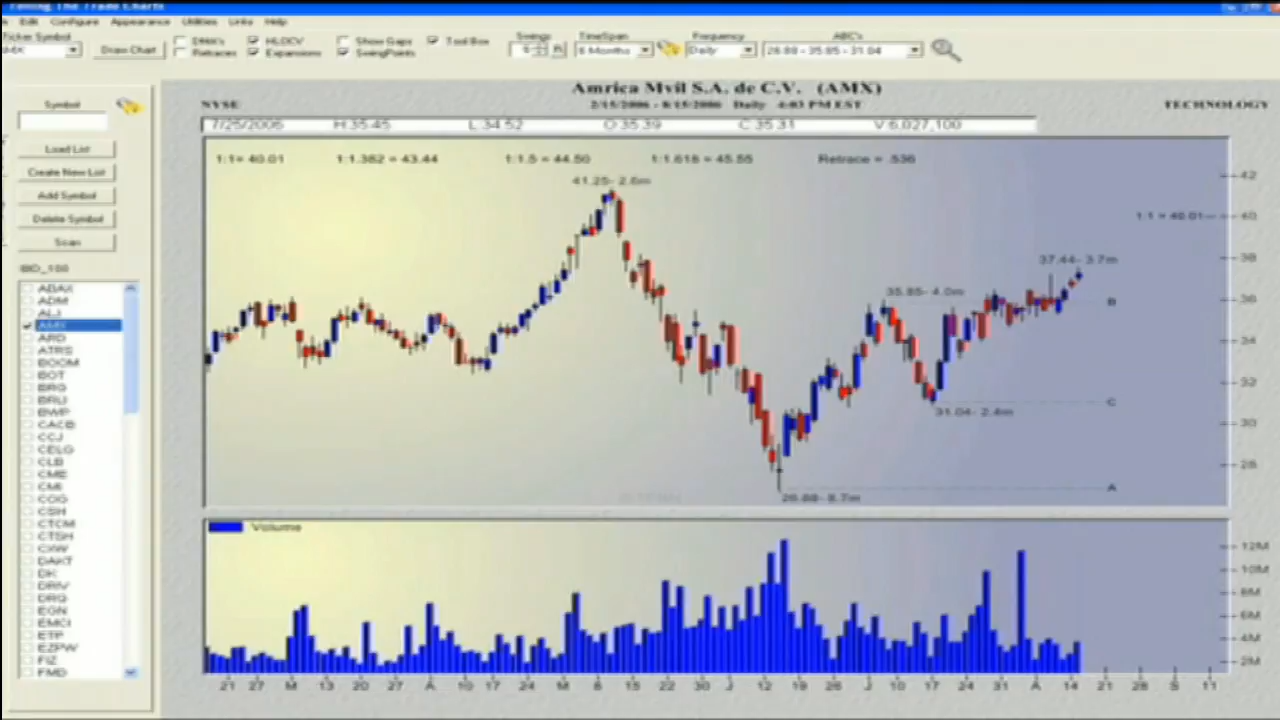 Timing The Trade Charts
Edit Configure Appearance Utilities Links Help
Ticker Symbol
AMX
Draw Chart
EMA's HLOCV Show Gaps Tool Box
Retraces Expansions SwingPoints
Swings
TimeSpan
6 Months
Frequency
Daily
ABC's
26.88 - 35.85 - 31.04
Amrica Mvil S.A. de C.V. (AMX)
NYSE 2/15/2006 - 8/15/2006 Daily 4:03 PM EST TECHNOLOGY
7/25/2006 H:35.45 L:34.52 O:35.39 C:35.31 V:6,027,100
1:1= 40.01 1:1.382 = 43.44 1:1.5 = 44.50 1:1.618 = 45.55 Retrace = .536
41.25- 2.6m
1:1 = 40.01
37.44- 3.7m
35.85- 4.0m
B
C
31.04- 2.4m
A
26.88- 8.7m
42
40
38
36
34
32
30
28
Volume
12M
10M
8M
6M
4M
2M
21 27 M 13 20 27 A 10 17 24 M 8 15 22 30 J 12 19 26 J 10 17 24 31 A 14 21 28 S 11
Symbol
Load List
Create New List
Add Symbol
Delete Symbol
Scan
IBD_100
ABAX
ADM
ALJ
AMX
ARD
ATRS
BOOM
BOT
BRG
BRLI
BWP
CACB
CCJ
CELG
CLB
CME
CMI
COG
CSH
CTCM
CTSH
CXW
DAKT
DK
DRIV
DRQ
EGN
EMCI
ETP
EZPW
FIZ
FMD